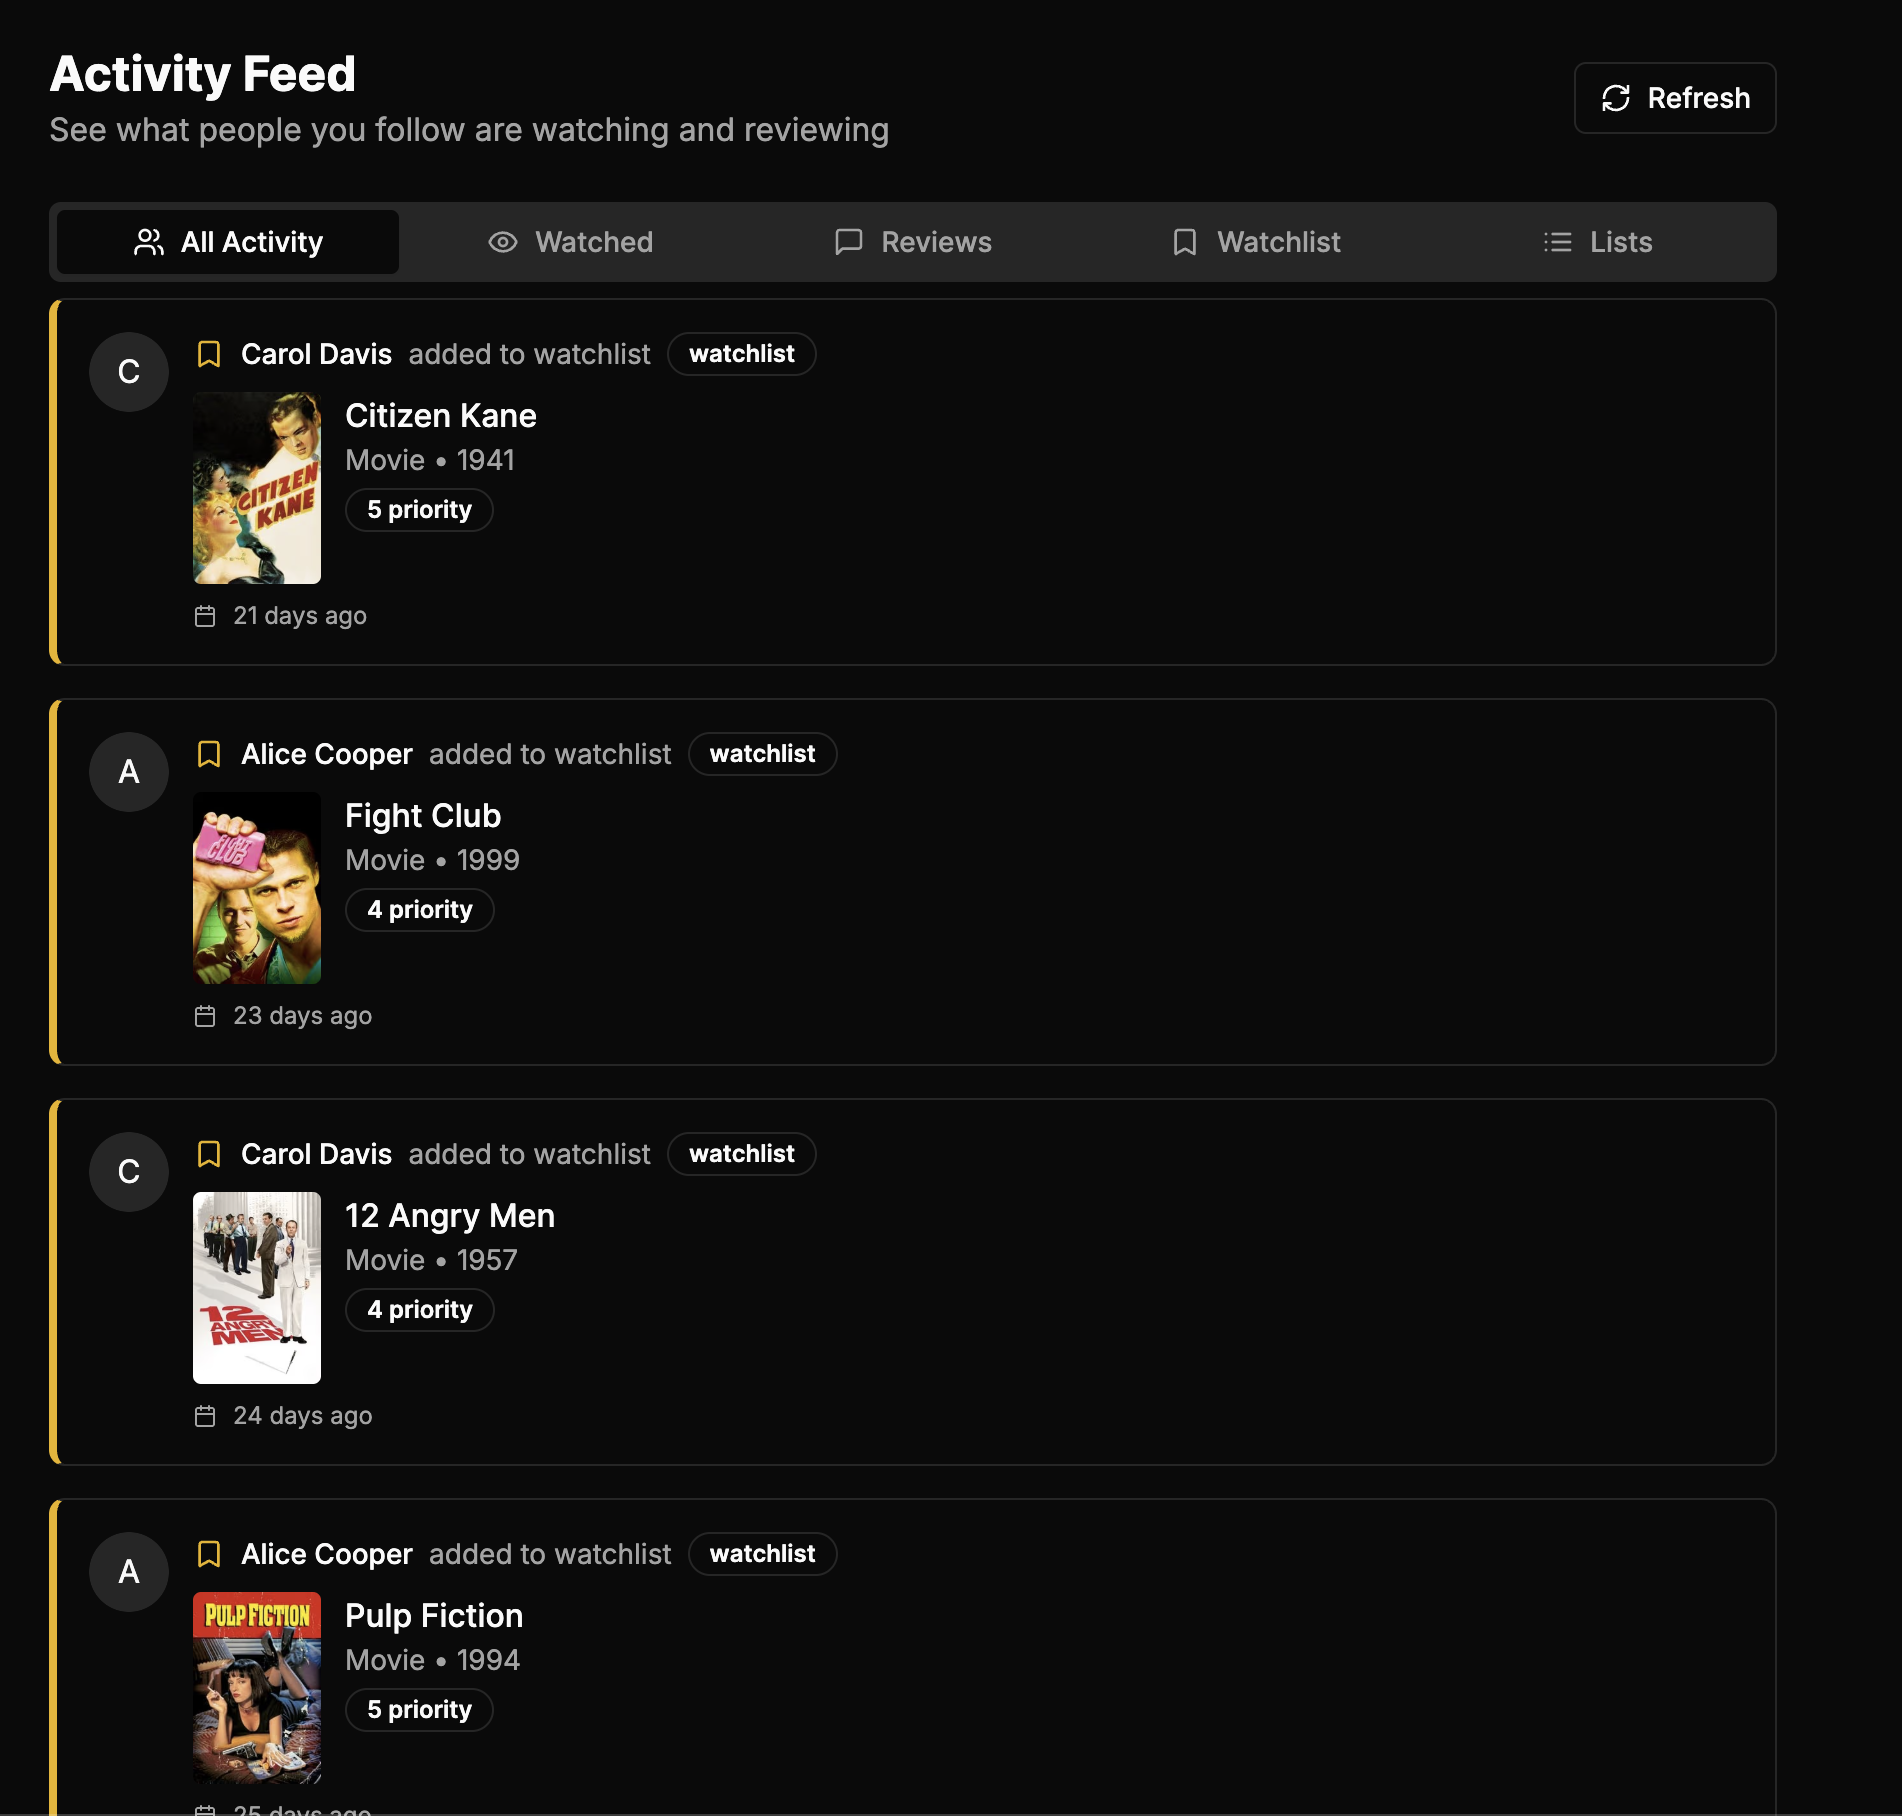 Activity Feed
See what people you follow are watching and reviewing
Refresh
All Activity Watched Reviews Watchlist Lists
C
Carol Davis added to watchlist watchlist
CITIZEN KANE
Citizen Kane
Movie • 1941
5 priority
21 days ago
A
Alice Cooper added to watchlist watchlist
FIGHT CLUB
Fight Club
Movie • 1999
4 priority
23 days ago
C
Carol Davis added to watchlist watchlist
12 ANGRY MEN
12 Angry Men
Movie • 1957
4 priority
24 days ago
A
Alice Cooper added to watchlist watchlist
PULP FICTION
Pulp Fiction
Movie • 1994
5 priority
25 days ago